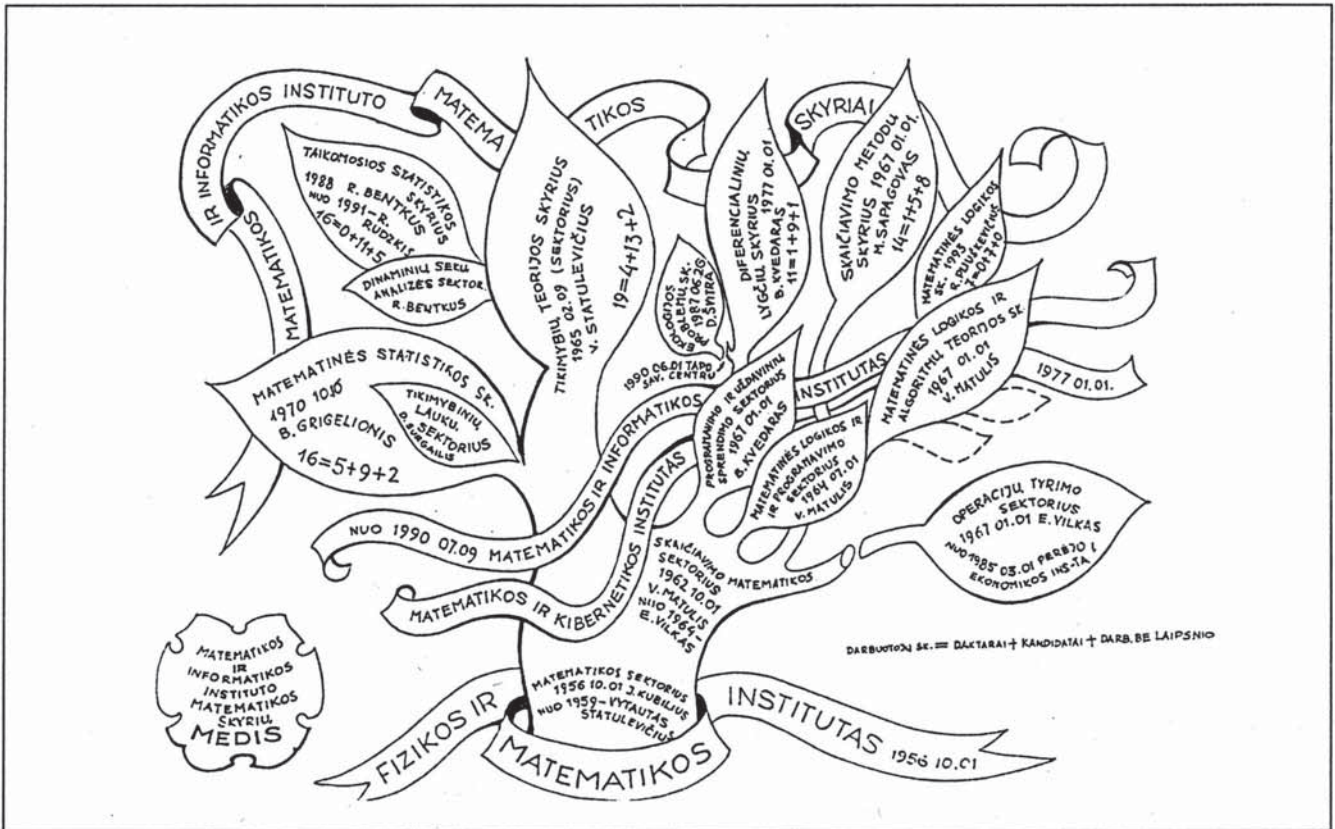 MATEMATIKOS
IR INFORMATIKOS INSTITUTO
MATEMA
TIKOS
SKYRIAI
TAIKOMOSIOS STATISTIKOS
SKYRIUS
1988 R. BENTKUS
NUO 1991-R.
RUDZKIS
16=0+11+5
DINAMINIŲ SEKŲ
ANALIZĖS SEKTOR.
R. BENTKUS
MATEMATINĖS STATISTIKOS SK.
1970 10.10
B. GRIGELIONIS
16=5+9+2
TIKIMYBINIŲ
LAUKŲ
SEKTORIUS
D. SURGAILIS
TIKIMYBIŲ TEORIJOS SKYRIUS
1965 02.09 (SEKTORIUS)
V. STATULEVIČIUS
19=4+13+2
EKOLOGIJOS
PROBLEMŲ SK.
1987 06.26.
D. ŠVITRA
1990 06.01 TAPO
SAV. CENTRU
DIFERENCIALINIŲ
LYGČIŲ SKYRIUS
1977 01.01
B. KVEDARAS
11=1+9+1
SKAIČIAVIMO METODŲ
SKYRIUS 1967 01.01.
M. SAPAGOVAS
14=1+5+8
MATEMATINĖS LOGIKOS
SK. 1993
R. PLIUŠKEVIČIUS
7=0+7+0
MATEMATINĖS LOGIKOS IR
ALGORITMŲ TEORIJOS SK.
1967 01.01
V. MATULIS
PROGRAMAVIMO IR UŽDAVINIŲ
SPRENDIMO SEKTORIUS
1967 01.01
B. KVEDARAS
MATEMATINĖS LOGIKOS IR
IR PROGRAMAVIMO
SEKTORIUS
1964 07.01
V. MATULIS
OPERACIJŲ TYRIMO
SEKTORIUS
1967 01.01 E. VILKAS
NUO 1985 03.01 PERĖJO Į
EKONOMIKOS INS-TĄ
NUO 1990 07.09 MATEMATIKOS IR INFORMATIKOS INSTITUTAS
MATEMATIKOS IR KIBERNETIKOS INSTITUTAS
1977 01.01.
SKAIČIAVIMO MATEMATIKOS
SEKTORIUS
1962.10.01
V. MATULIS
NUO 1964-
E. VILKAS
DARBUOTOJŲ SK.= DAKTARAI+ KANDIDATAI + DARB. BE LAIPSNIO
MATEMATIKOS SEKTORIUS
1956 10.01 J. KUBILIUS
NUO 1959-VYTAUTAS
STATULEVIČIUS
MATEMATIKOS
IR
INFORMATIKOS
INSTITUTO
MATEMATIKOS
SKYRIŲ
MEDIS
FIZIKOS IR
MATEMATIKOS
INSTITUTAS 1956 10.01